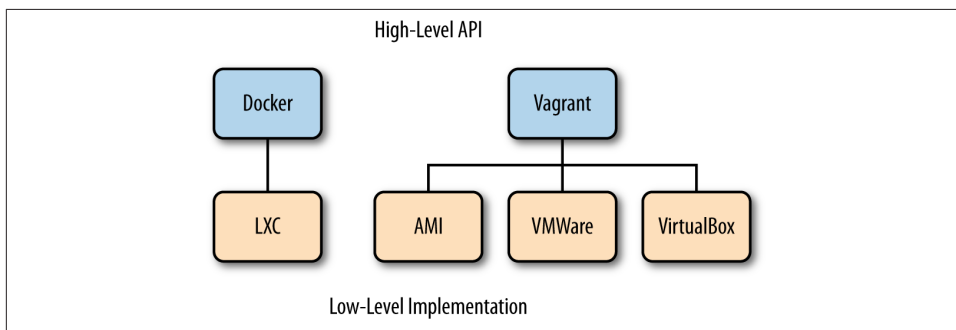 High-Level API
Docker
Vagrant
LXC
AMI
VMWare
VirtualBox
Low-Level Implementation